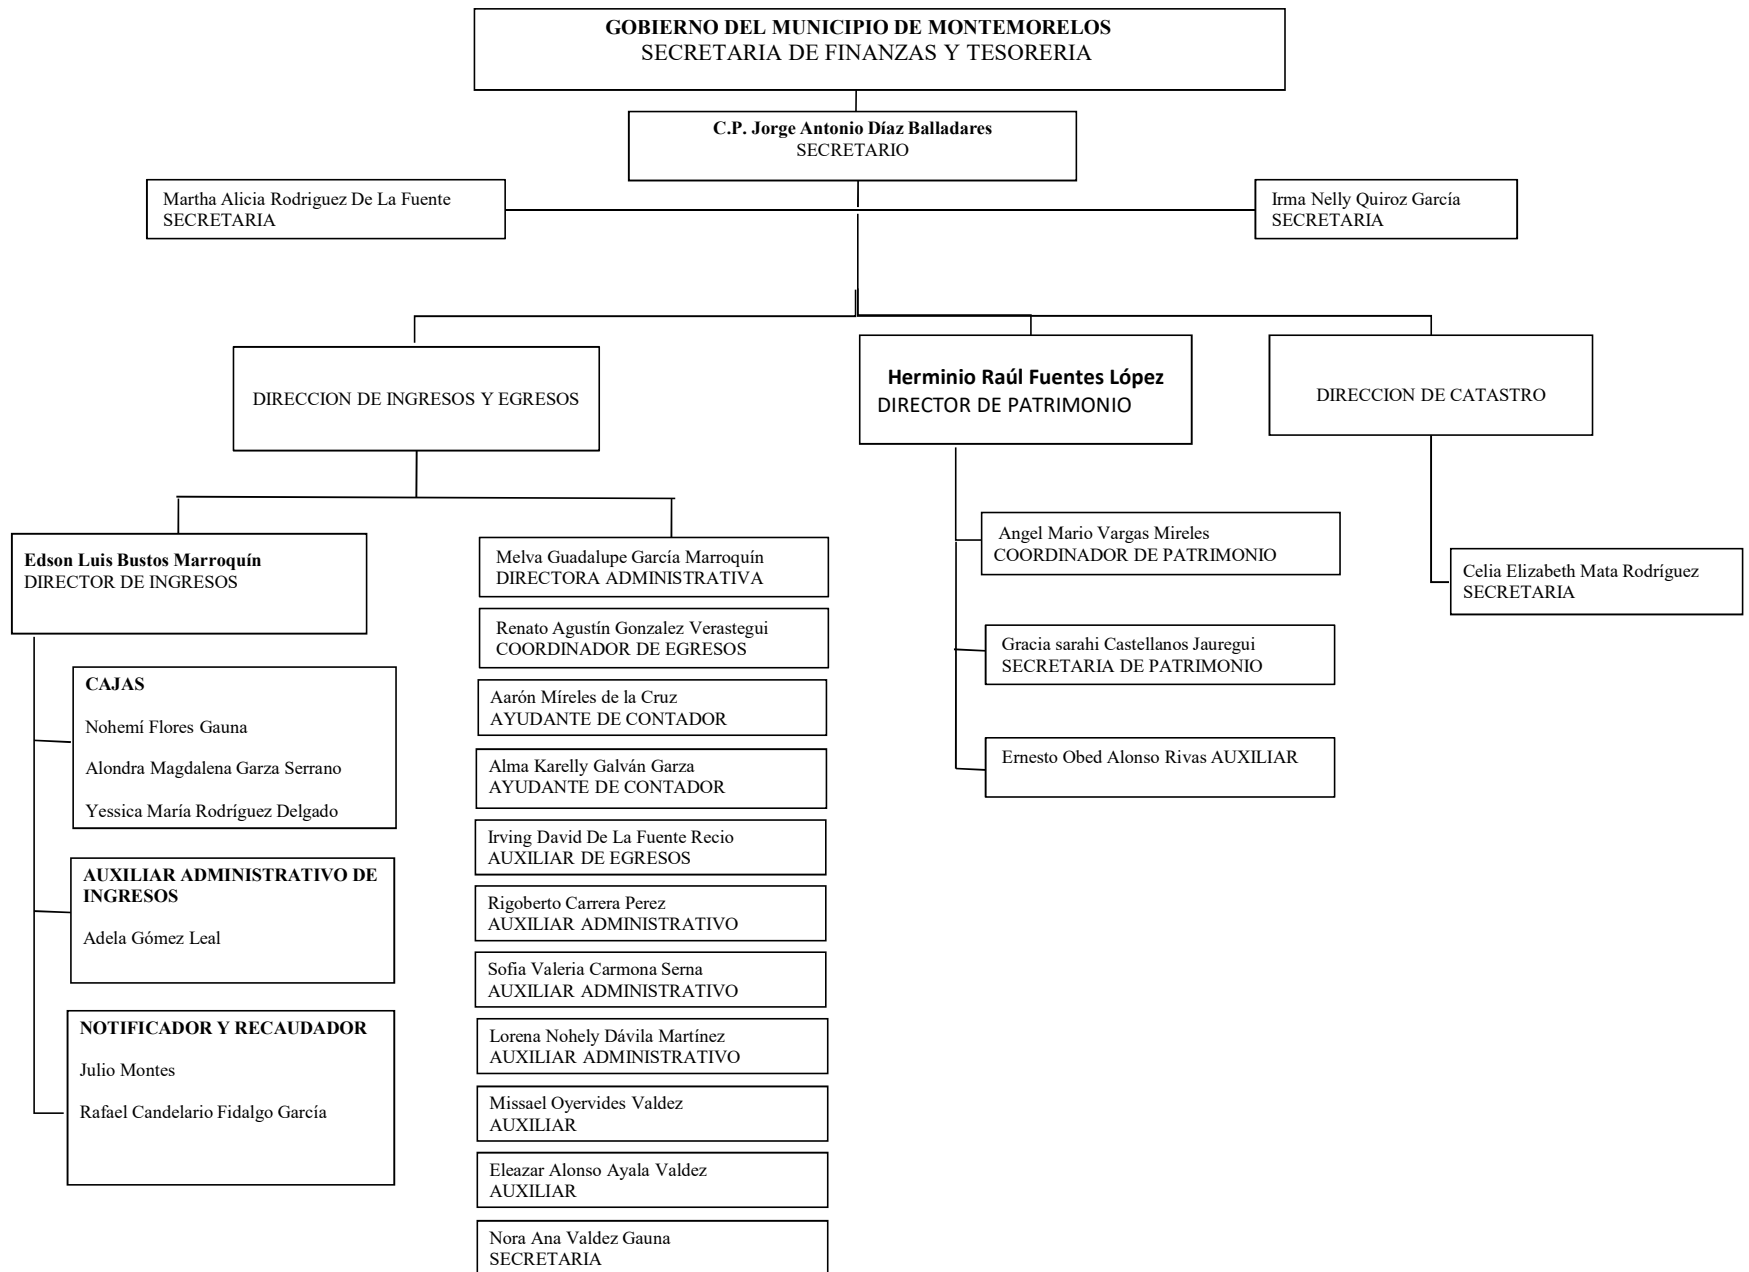 GOBIERNO DEL MUNICIPIO DE MONTEMORELOS
SECRETARIA DE FINANZAS Y TESORERIA
C.P. Jorge Antonio Díaz Balladares
SECRETARIO
Martha Alicia Rodriguez De La Fuente
SECRETARIA
Irma Nelly Quiroz García
SECRETARIA
DIRECCION DE INGRESOS Y EGRESOS
Herminio Raúl Fuentes López
DIRECTOR DE PATRIMONIO
DIRECCION DE CATASTRO
Edson Luis Bustos Marroquín
DIRECTOR DE INGRESOS
CAJAS
Nohemí Flores Gauna
Alondra Magdalena Garza Serrano
Yessica María Rodríguez Delgado
AUXILIAR ADMINISTRATIVO DE
INGRESOS
Adela Gómez Leal
NOTIFICADOR Y RECAUDADOR
Julio Montes
Rafael Candelario Fidalgo García
Melva Guadalupe García Marroquín
DIRECTORA ADMINISTRATIVA
Renato Agustín Gonzalez Verastegui
COORDINADOR DE EGRESOS
Aarón Míreles de la Cruz
AYUDANTE DE CONTADOR
Alma Karelly Galván Garza
AYUDANTE DE CONTADOR
Irving David De La Fuente Recio
AUXILIAR DE EGRESOS
Rigoberto Carrera Perez
AUXILIAR ADMINISTRATIVO
Sofia Valeria Carmona Serna
AUXILIAR ADMINISTRATIVO
Lorena Nohely Dávila Martínez
AUXILIAR ADMINISTRATIVO
Missael Oyervides Valdez
AUXILIAR
Eleazar Alonso Ayala Valdez
AUXILIAR
Nora Ana Valdez Gauna
SECRETARIA
Angel Mario Vargas Mireles
COORDINADOR DE PATRIMONIO
Gracia sarahi Castellanos Jauregui
SECRETARIA DE PATRIMONIO
Ernesto Obed Alonso Rivas AUXILIAR
Celia Elizabeth Mata Rodríguez
SECRETARIA